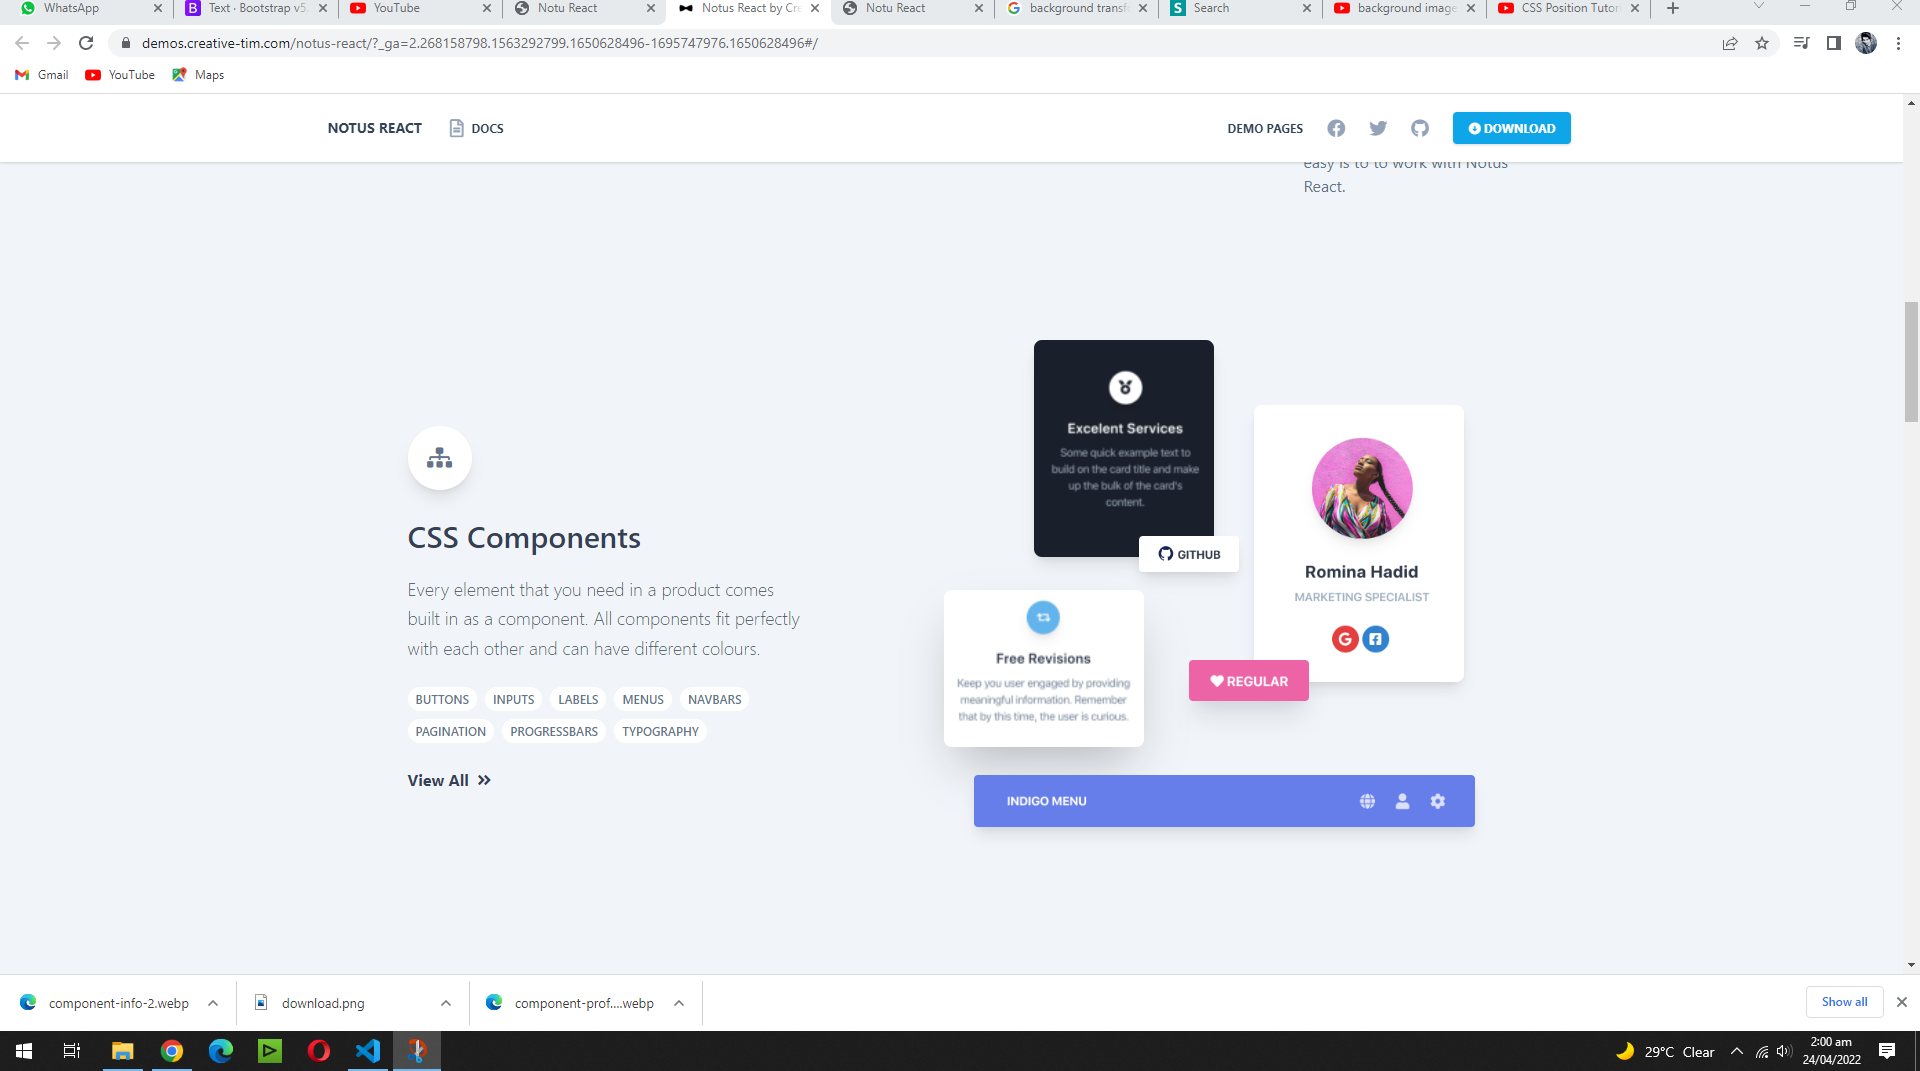 WhatsApp
Text · Bootstrap v5.
YouTube
Notu React
Notus React by Cre
Notu React
background transf
Search
background image
CSS Position Tutori
demos.creative-tim.com/notus-react/?_ga=2.268158798.1563292799.1650628496-1695747976.1650628496#/
Gmail
YouTube
Maps
NOTUS REACT
DOCS
DEMO PAGES
DOWNLOAD
easy is to to work with Notus
React.
CSS Components
Every element that you need in a product comes
built in as a component. All components fit perfectly
with each other and can have different colours.
BUTTONS INPUTS LABELS MENUS NAVBARS
PAGINATION PROGRESSBARS TYPOGRAPHY
View All
Excelent Services
Some quick example text to
build on the card title and make
up the bulk of the card's
content.
GITHUB
Romina Hadid
MARKETING SPECIALIST
Free Revisions
Keep you user engaged by providing
meaningful information. Remember
that by this time, the user is curious.
REGULAR
INDIGO MENU
component-info-2.webp
download.png
component-prof....webp
Show all
29°C Clear
2:00 am
24/04/2022